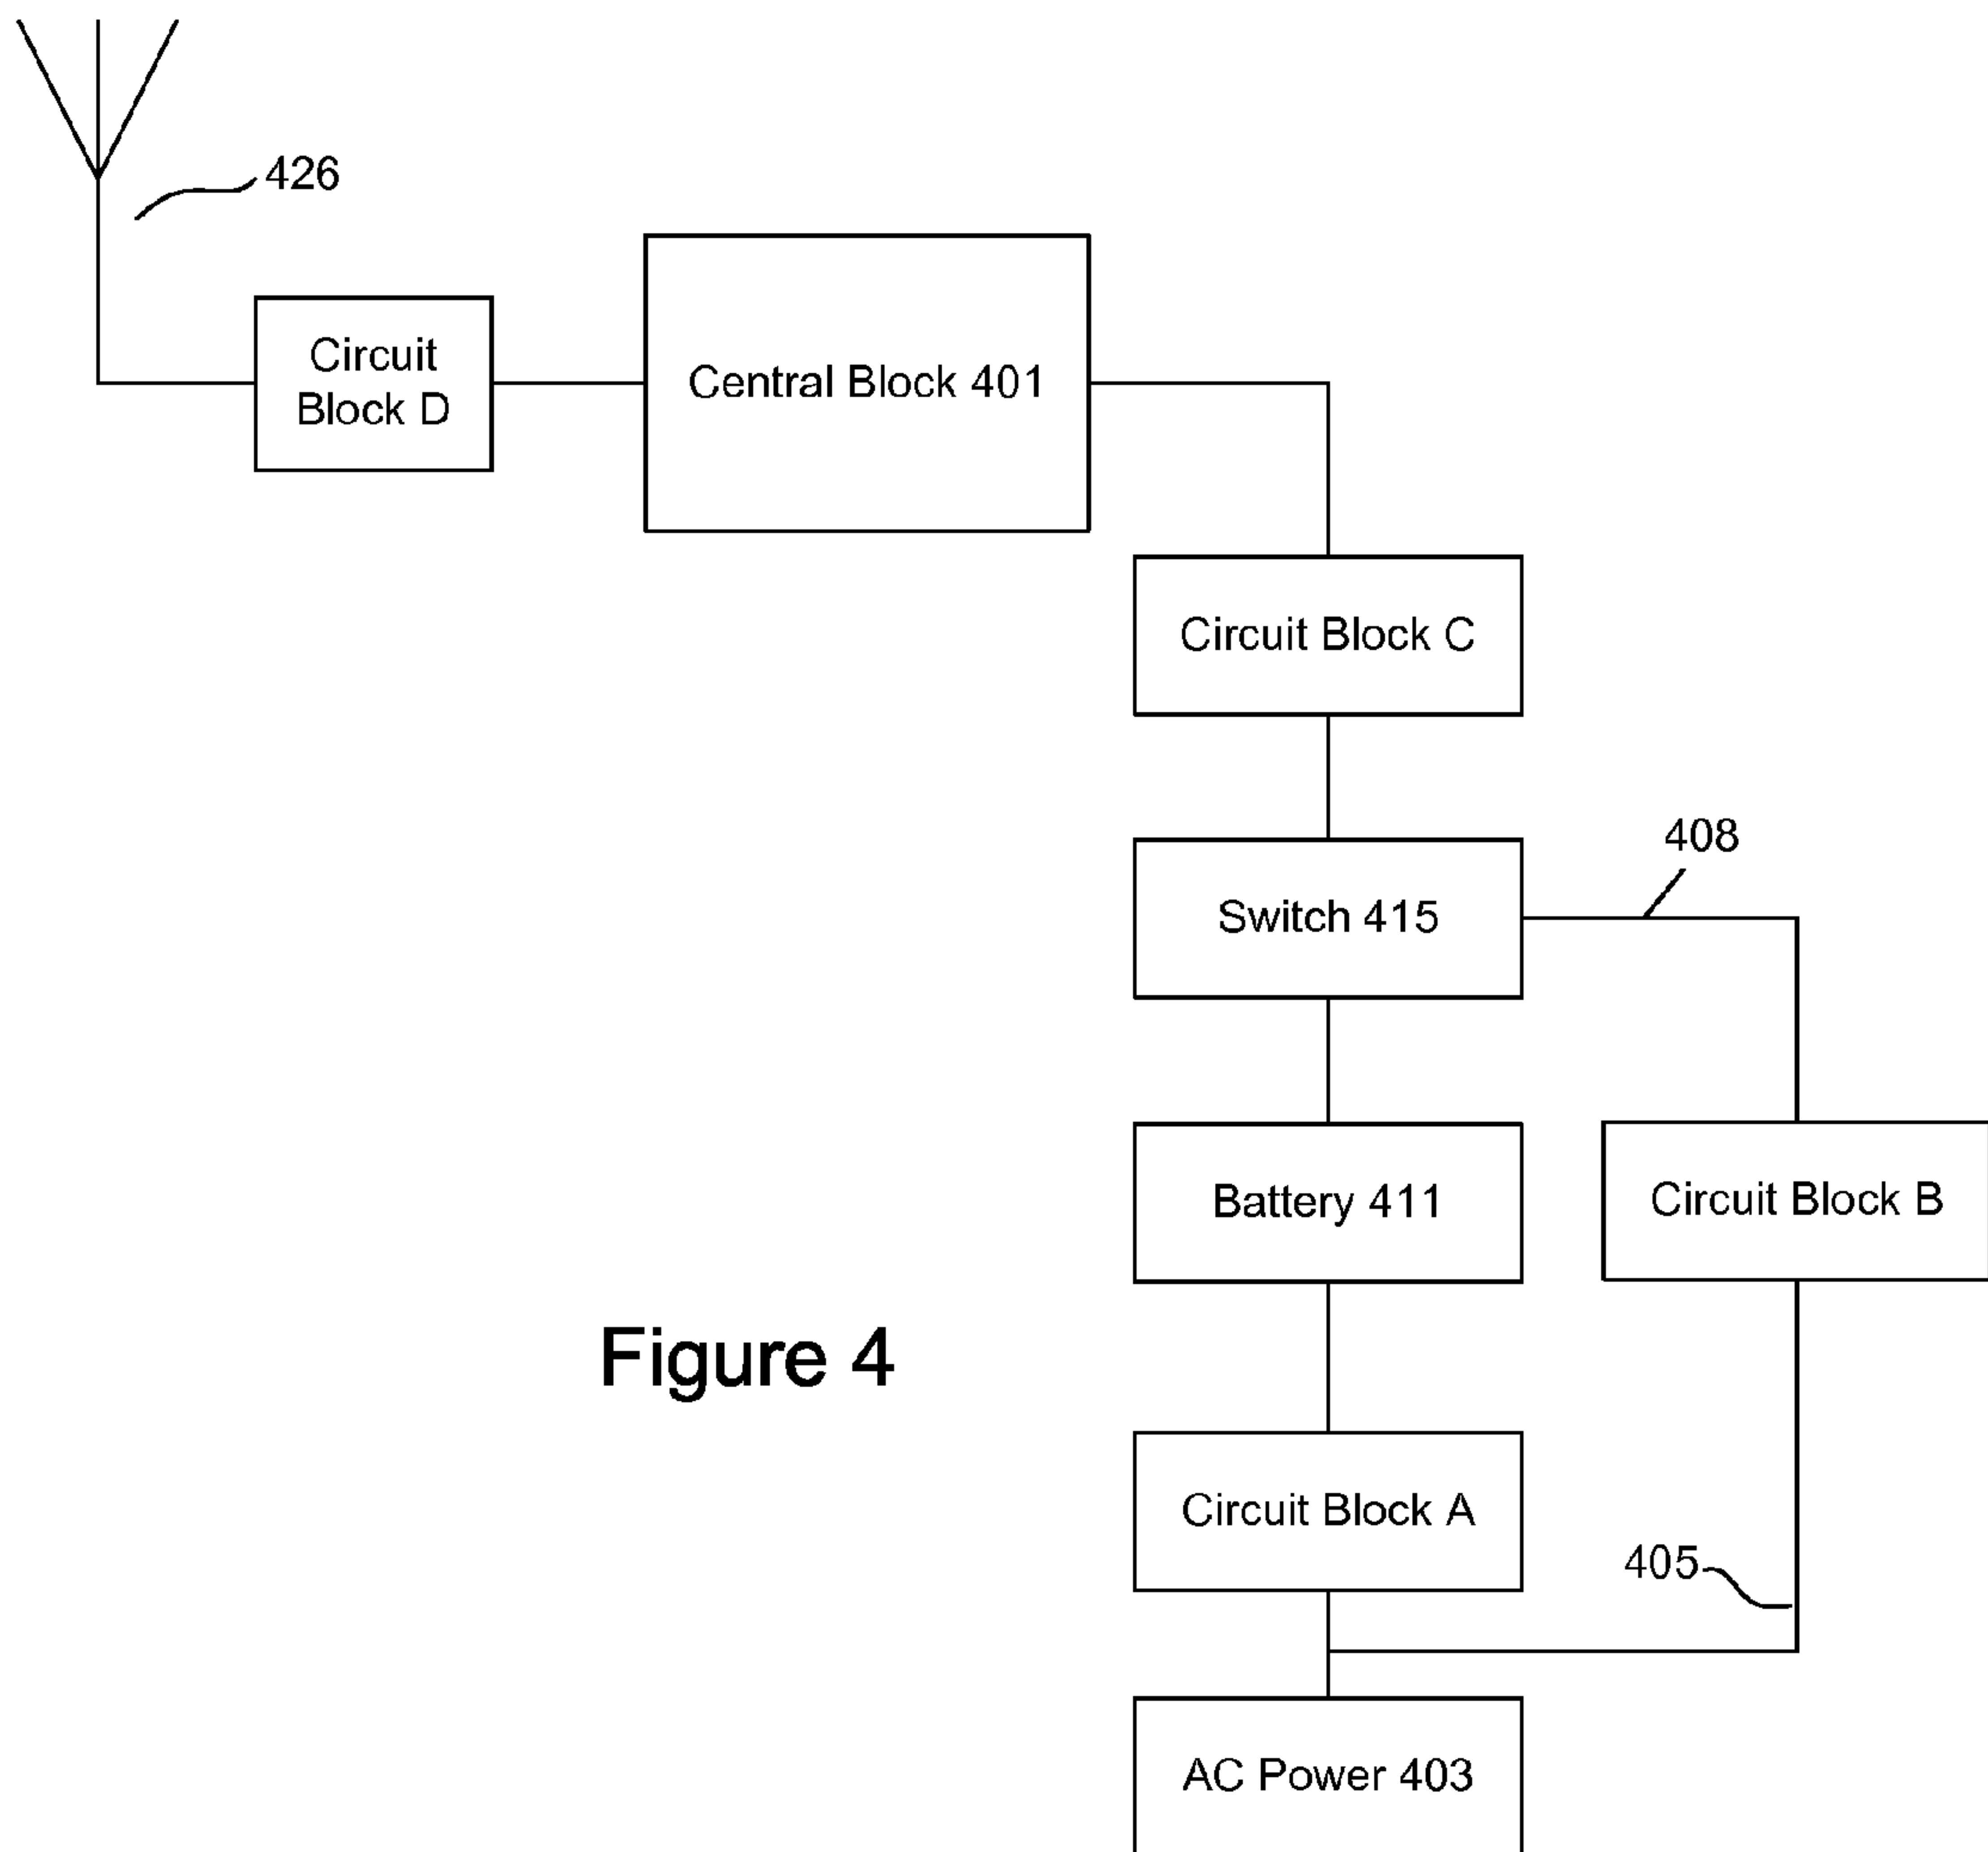 426
Circuit
Block D
Central Block 401
Circuit Block C
408
Switch 415
Battery 411
Circuit Block B
Figure 4
Circuit Block A
405
AC Power 403